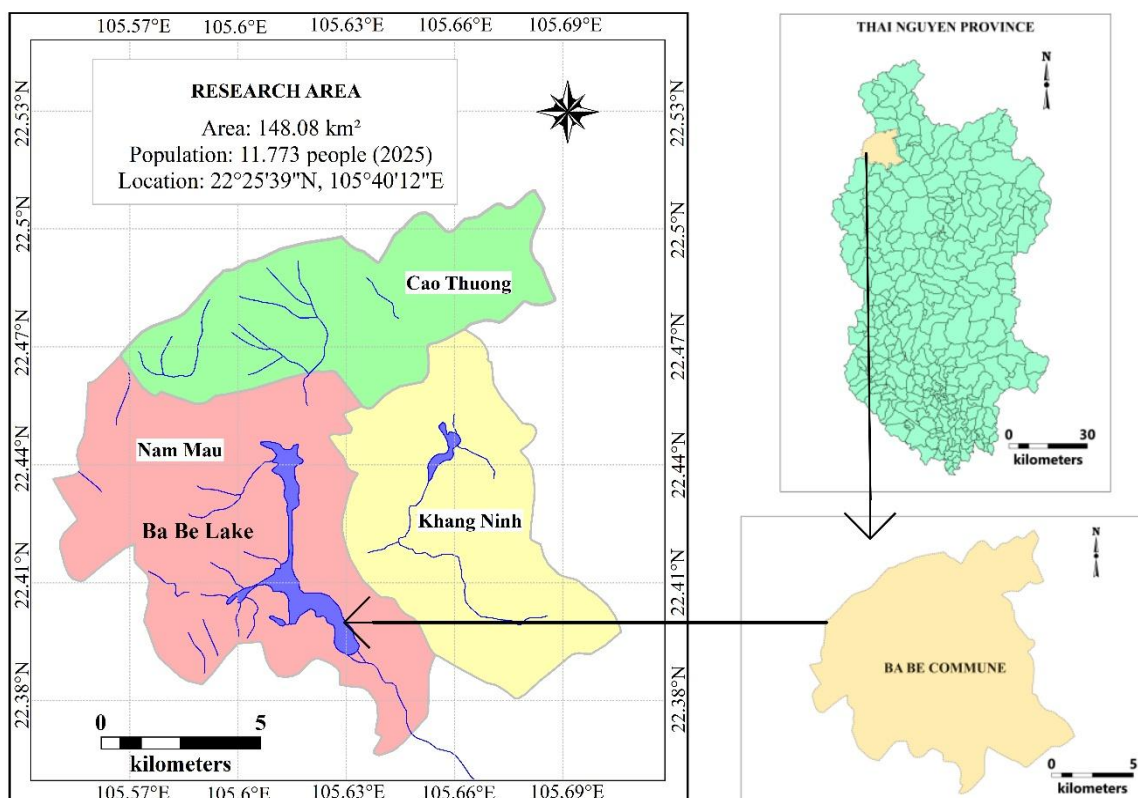 105.57°E 105.6°E 105.63°E 105.66°E 105.69°E
RESEARCH AREA
Area: 148.08 km²
Population: 11.773 people (2025)
Location: 22°25'39"N, 105°40'12"E
22.53°N
22.5°N
22.47°N
22.44°N
22.41°N
22.38°N
Cao Thuong
Nam Mau
Ba Be Lake
Khang Ninh
0 5
kilometers
22.53°N
22.5°N
22.47°N
22.44°N
22.41°N
22.38°N
105.57°E 105.6°E 105.63°E 105.66°E 105.69°E
THAI NGUYEN PROVINCE
N
0 30
kilometers
N
BA BE COMMUNE
0 5
kilometers